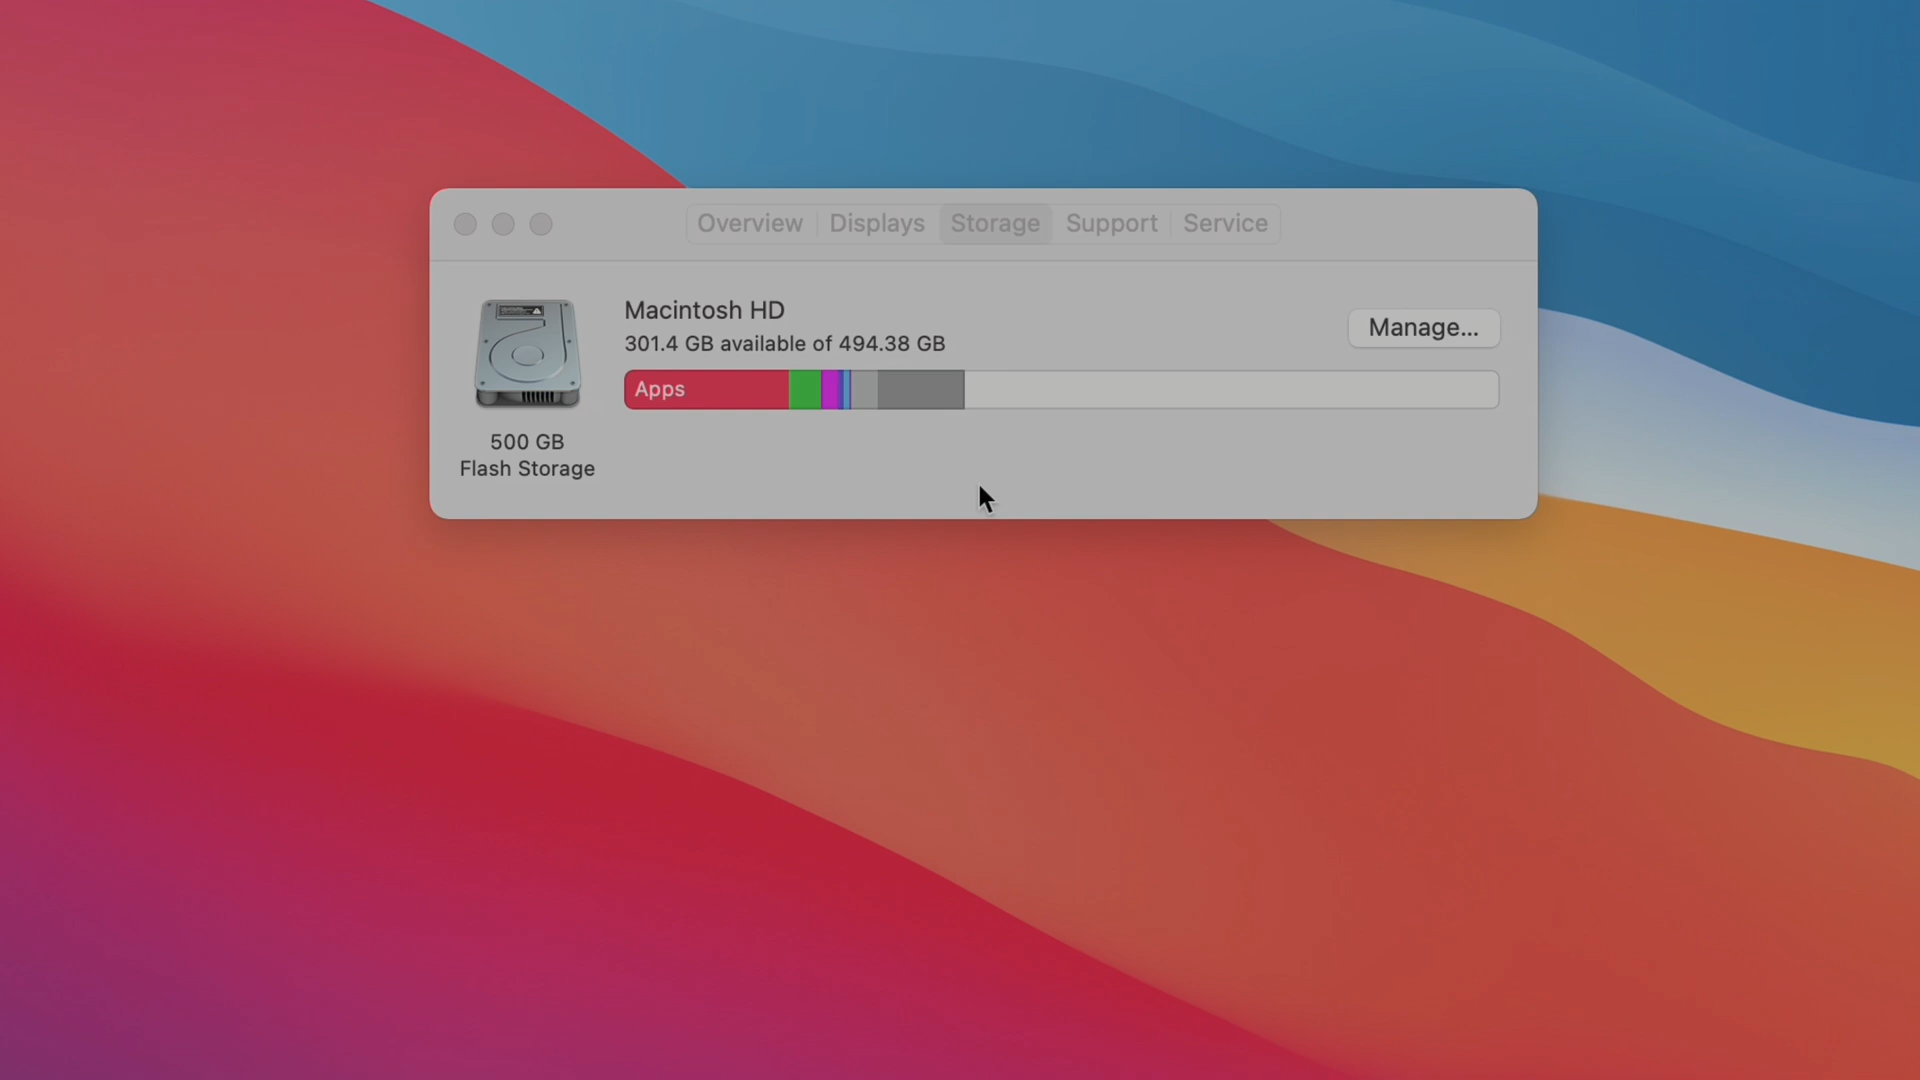 Overview Displays Storage Support Service
Macintosh HD
301.4 GB available of 494.38 GB
Manage...
Apps
500 GB
Flash Storage